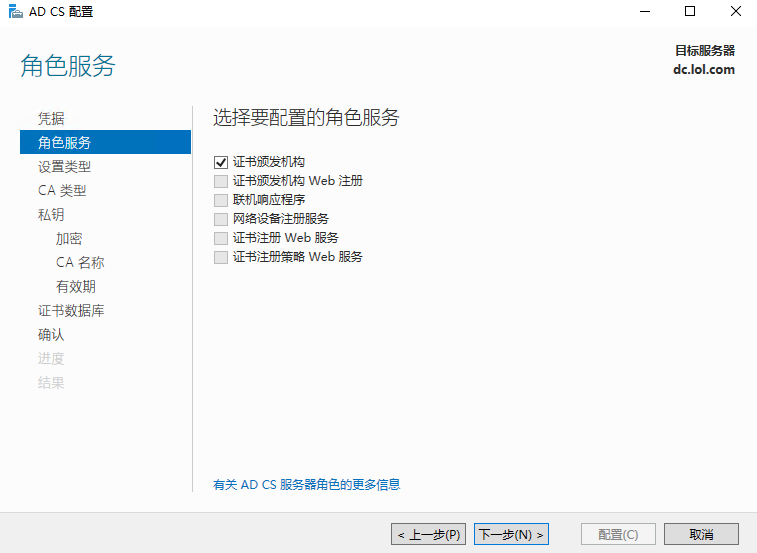 AD CS 配置
角色服务
目标服务器
dc.lol.com
凭据
角色服务
设置类型
CA 类型
私钥
加密
CA 名称
有效期
证书数据库
确认
进度
结果
选择要配置的角色服务
证书颁发机构
证书颁发机构 Web 注册
联机响应程序
网络设备注册服务
证书注册 Web 服务
证书注册策略 Web 服务
有关 AD CS 服务器角色的更多信息
< 上一步(P)
下一步(N) >
配置(C)
取消